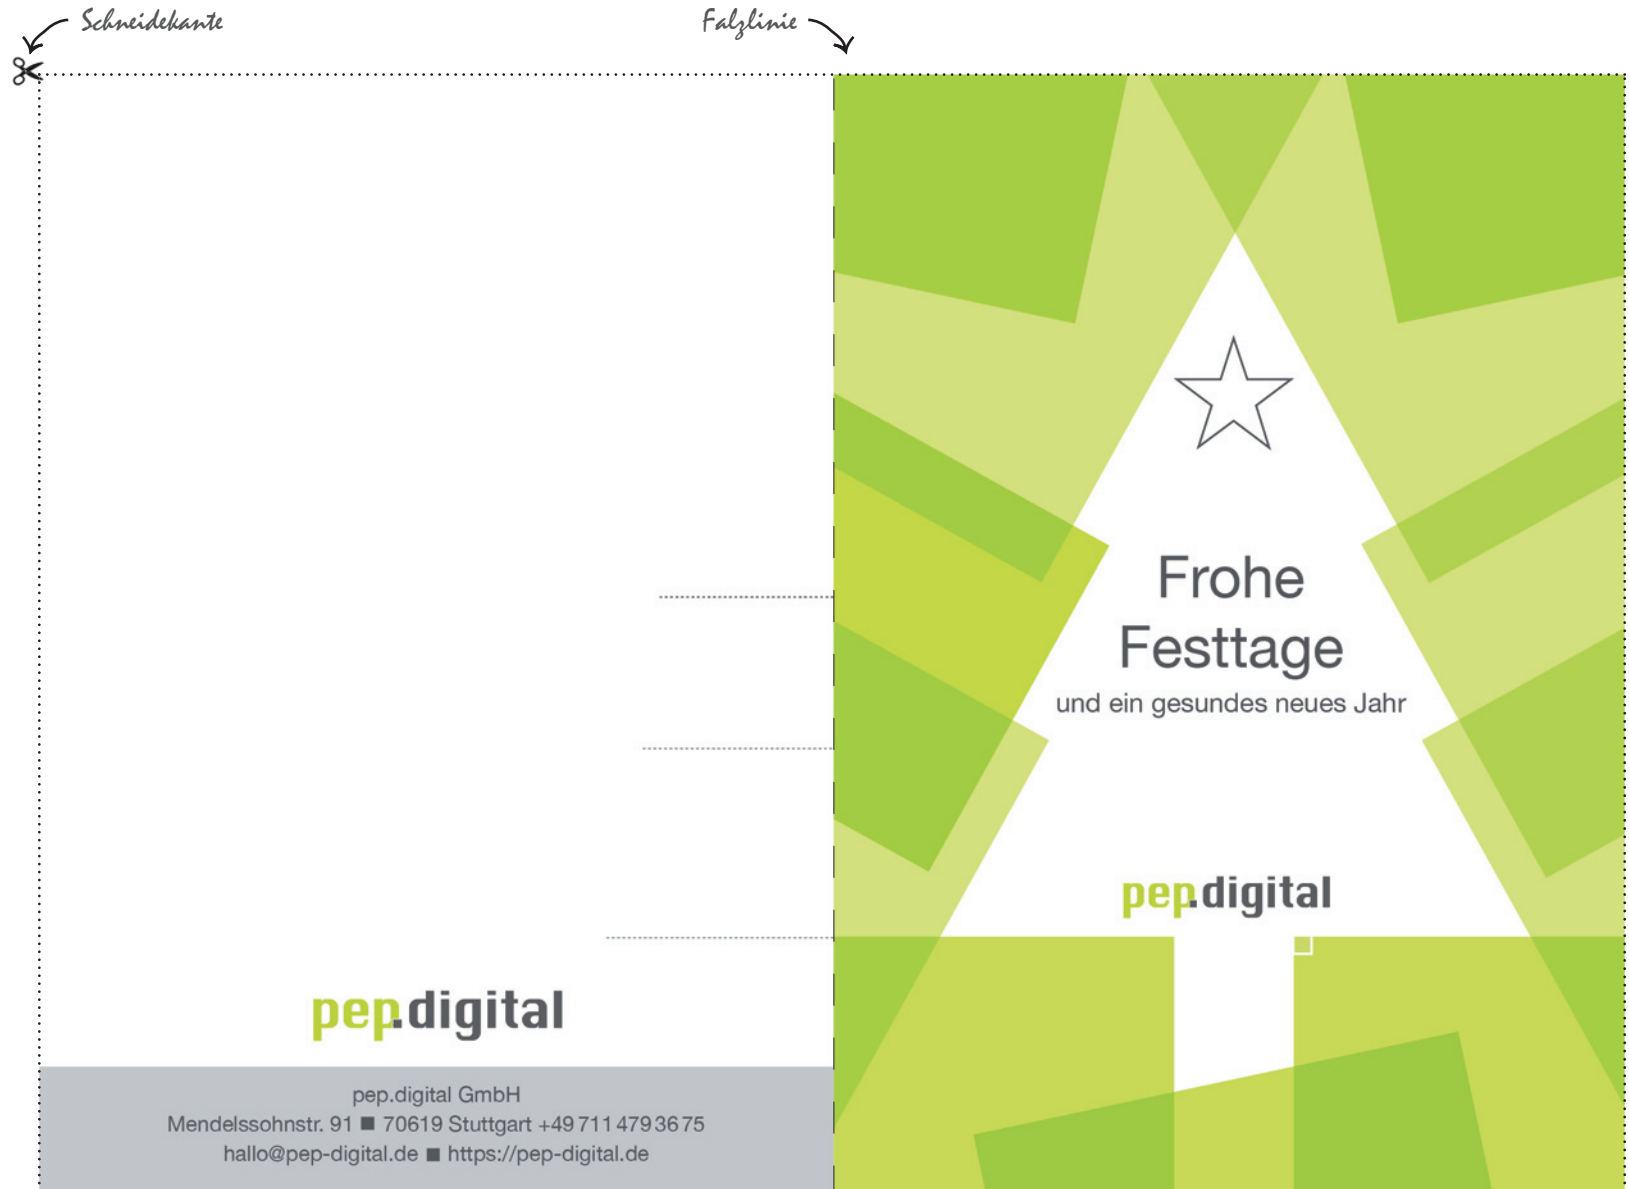 Schneidekante
Falzlinie
Frohe
Festtage
und ein gesundes neues Jahr
pep.digital
pep.digital
pep.digital GmbH
Mendelssohnstr. 91 ■ 70619 Stuttgart +49 711 479 36 75
hallo@pep-digital.de ■ https://pep-digital.de